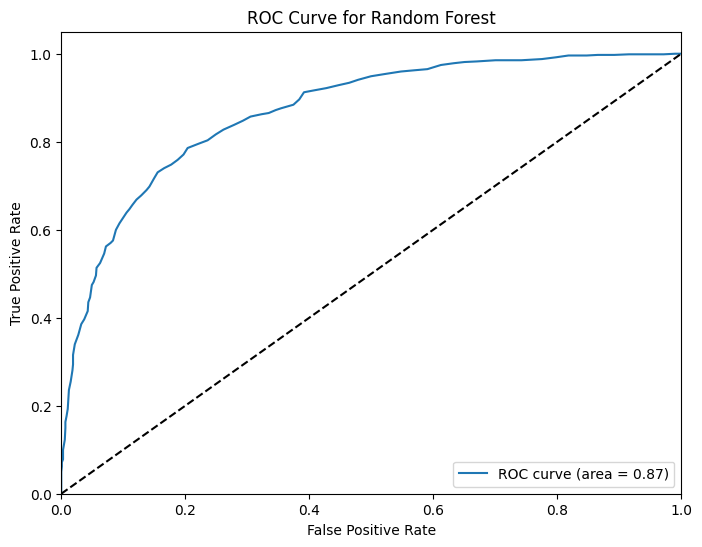 ROC Curve for Random Forest
True Positive Rate
1.0
0.8
0.6
0.4
0.2
0.0
ROC curve (area = 0.87)
0.0 0.2 0.4 0.6 0.8 1.0
False Positive Rate